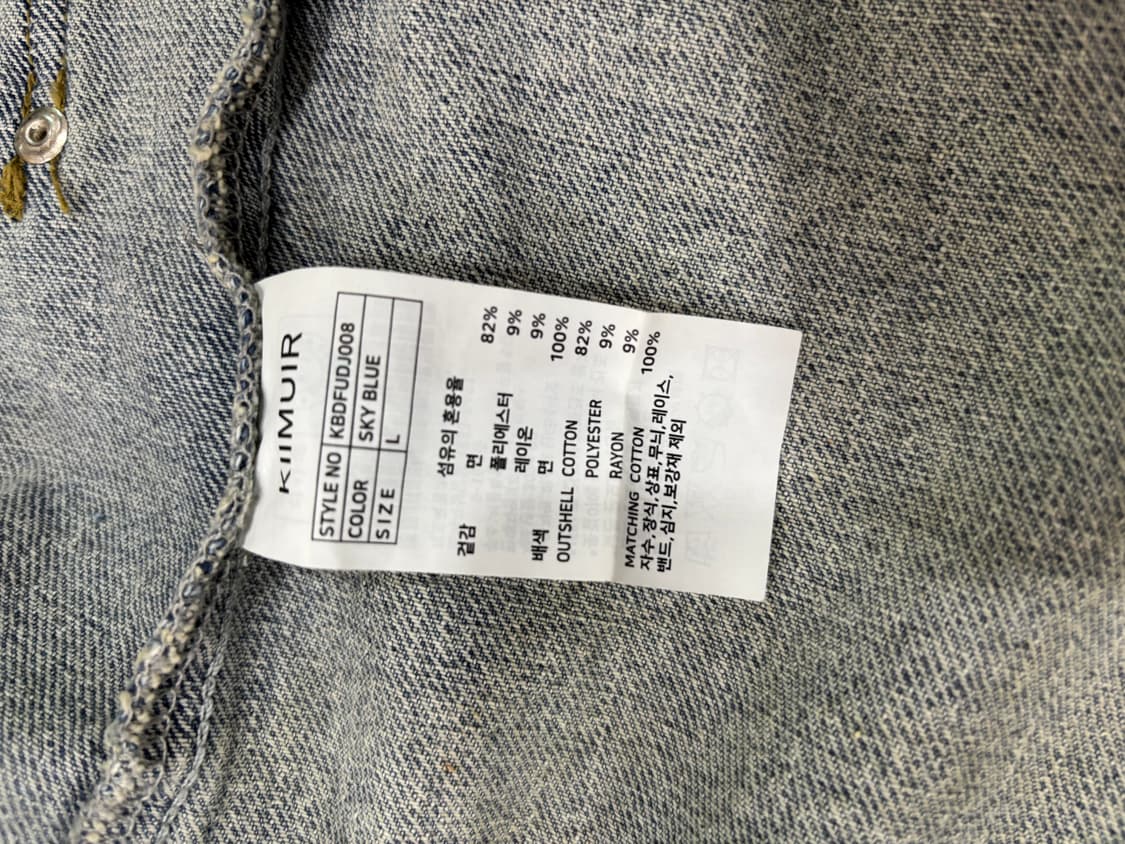 KIIMUIR
STYLE NO KBDFUDJ008
COLOR SKY BLUE
SIZE L
섬유의 혼용율
겉감 면 82%
폴리에스터 9%
레이온 9%
배색 면 100%
OUTSHELL COTTON 82%
POLYESTER 9%
RAYON 9%
MATCHING COTTON 100%
자수,장식,상표,무늬,레이스,
밴드,심지,보강재 제외